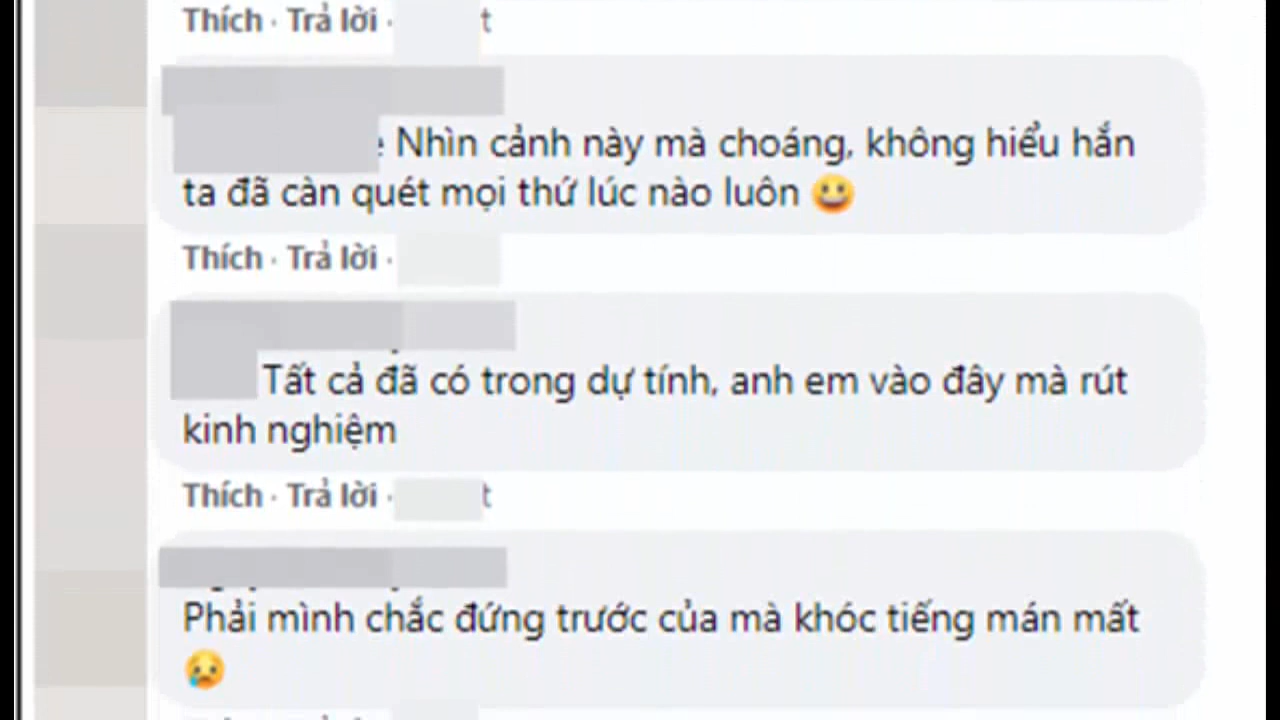 Thích · Trả lời · t
Nhìn cảnh này mà choáng, không hiểu hắn
ta đã càn quét mọi thứ lúc nào luôn 😀
Thích · Trả lời ·
Tất cả đã có trong dự tính, anh em vào đây mà rút
kinh nghiệm
Thích · Trả lời · t
Phải mình chắc đứng trước của mà khóc tiếng mán mất
😢